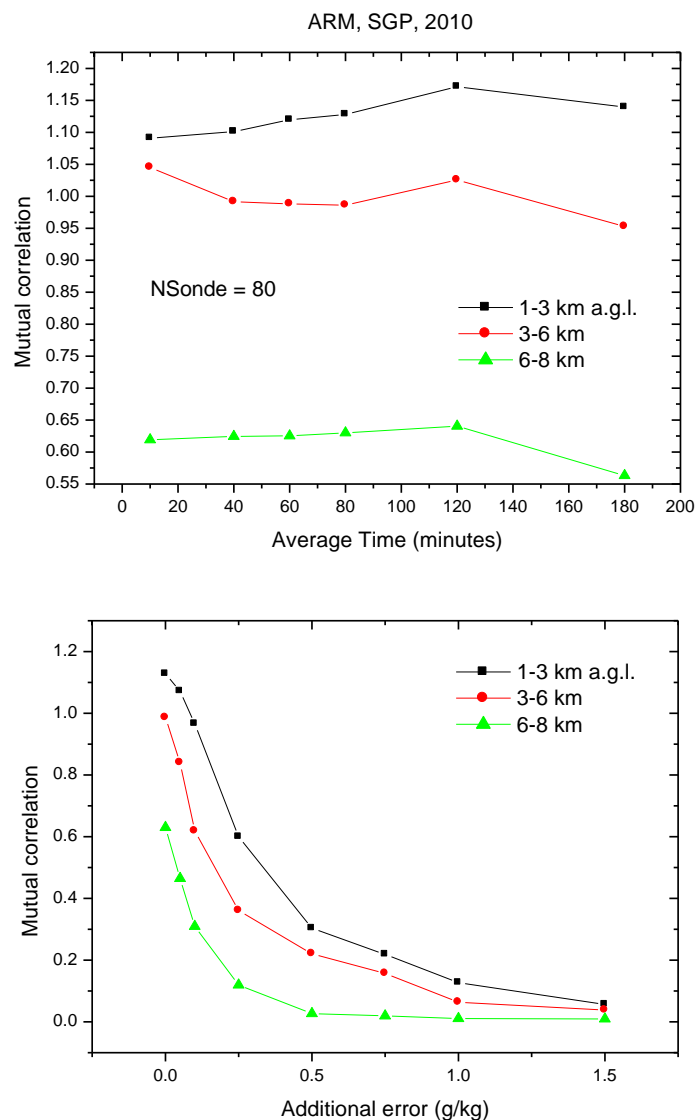 ARM, SGP, 2010
1.20
1.15
1.10
1.05
1.00
0.95
0.90
0.85
0.80
0.75
0.70
0.65
0.60
0.55
Mutual correlation
NSonde = 80
1-3 km a.g.l.
3-6 km
6-8 km
0 20 40 60 80 100 120 140 160 180 200
Average Time (minutes)
1.2
1.0
0.8
0.6
0.4
0.2
0.0
Mutual correlation
1-3 km a.g.l.
3-6 km
6-8 km
0.0 0.5 1.0 1.5
Additional error (g/kg)